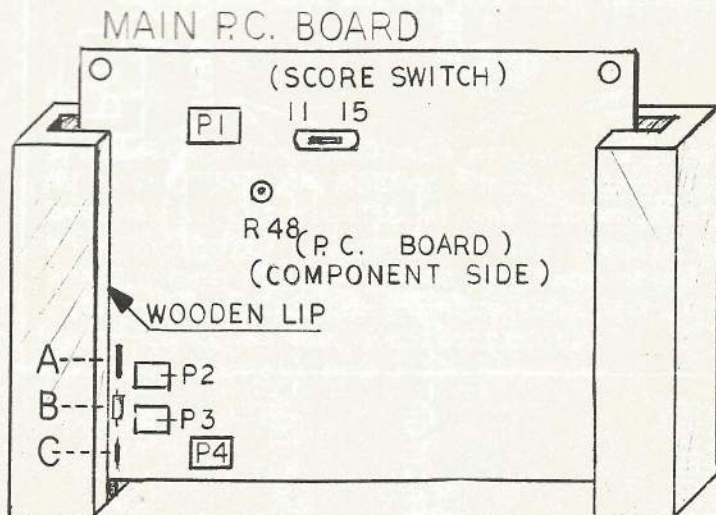 MAIN P.C. BOARD
(SCORE SWITCH)
11 15
P1
R48
(P.C. BOARD)
(COMPONENT SIDE)
WOODEN LIP
A
P2
B
P3
C
P4